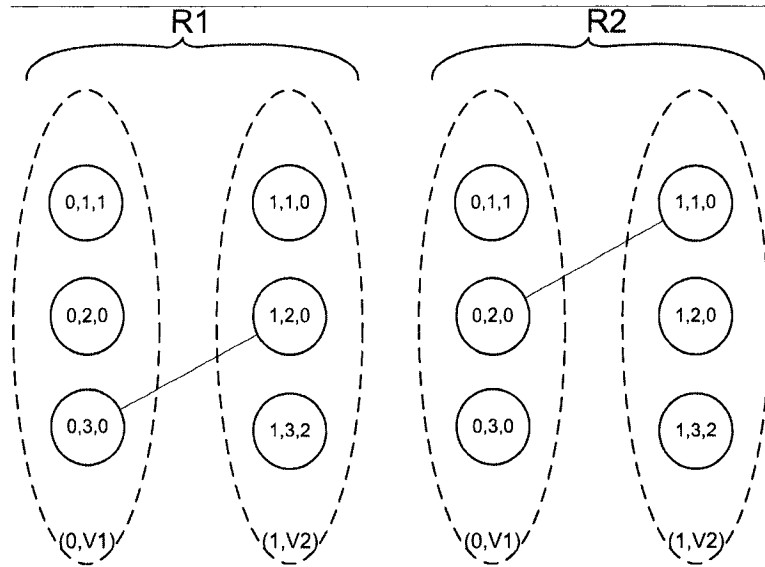 R1 R2
0,1,1 1,1,0 0,1,1 1,1,0
0,2,0 1,2,0 0,2,0 1,2,0
0,3,0 1,3,2 0,3,0 1,3,2
(0,V1) (1,V2) (0,V1) (1,V2)